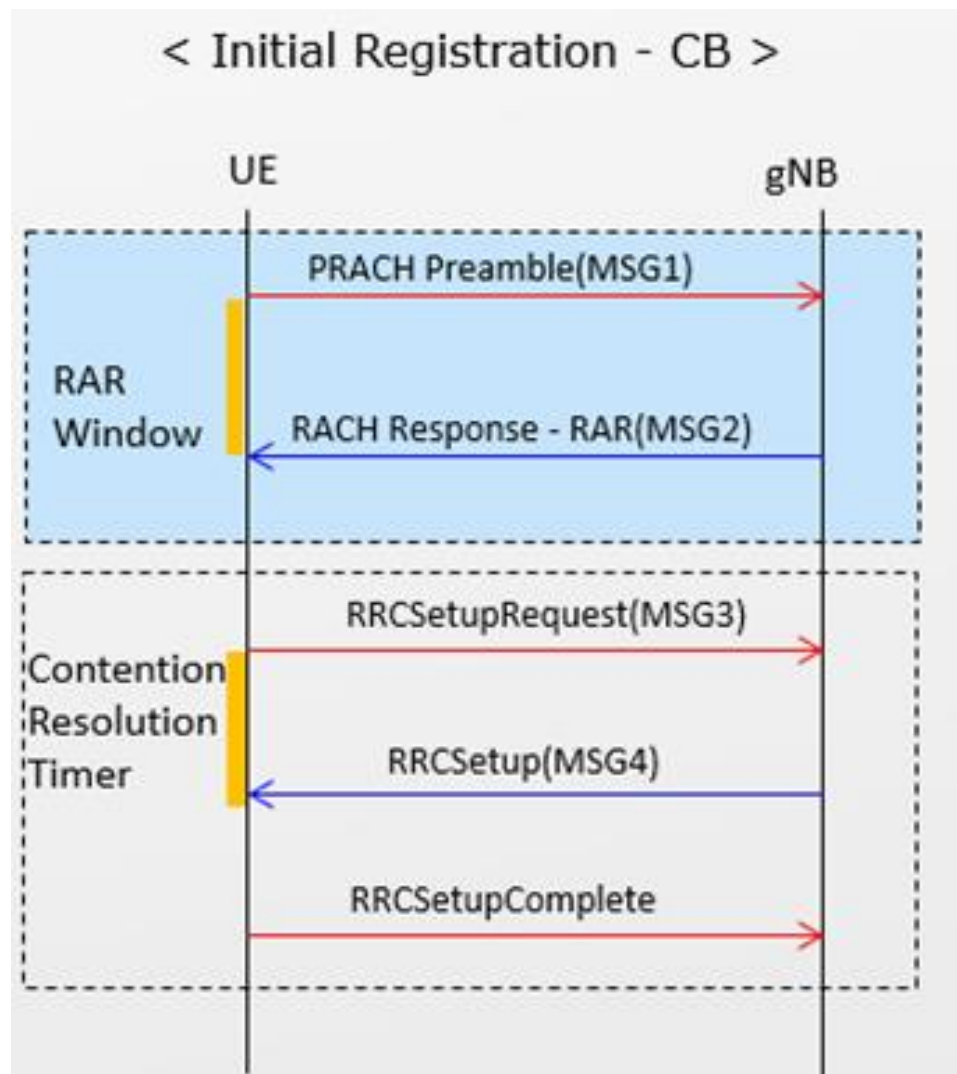 < Initial Registration - CB >
UE
gNB
PRACH Preamble(MSG1)
RAR
Window
RACH Response - RAR(MSG2)
RRCSetupRequest(MSG3)
Contention
Resolution
Timer
RRCSetup(MSG4)
RRCSetupComplete